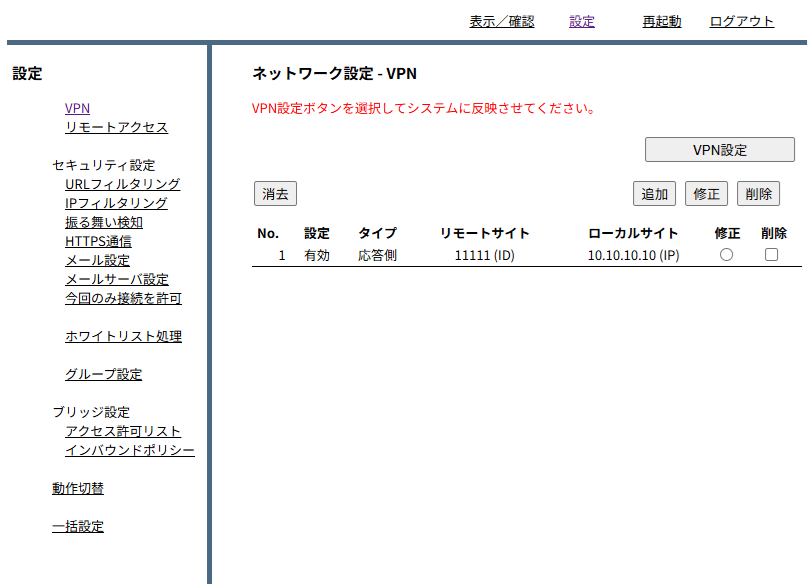 表示／確認 設定 再起動 ログアウト
設定
VPN
リモートアクセス
セキュリティ設定
URLフィルタリング
IPフィルタリング
振る舞い検知
HTTPS通信
メール設定
メールサーバ設定
今回のみ接続を許可
ホワイトリスト処理
グループ設定
ブリッジ設定
アクセス許可リスト
インバウンドポリシー
動作切替
一括設定
ネットワーク設定 - VPN
VPN設定ボタンを選択してシステムに反映させてください。
VPN設定
消去 追加 修正 削除
No. 設定 タイプ リモートサイト ローカルサイト 修正 削除
1 有効 応答側 11111 (ID) 10.10.10.10 (IP)